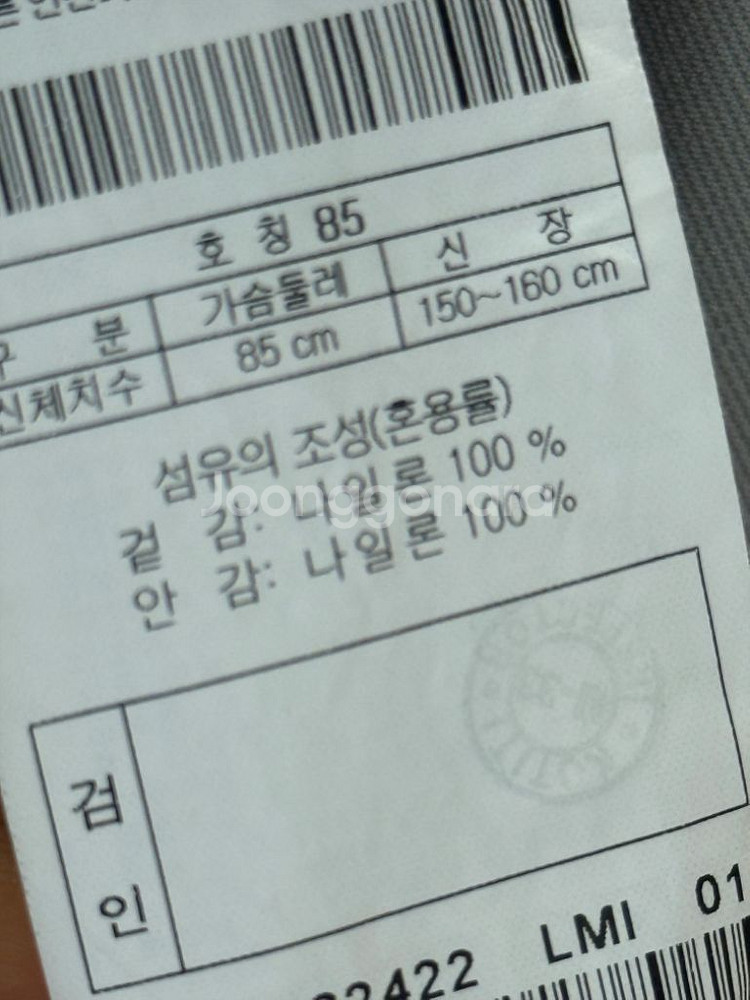 호 칭 85
구 분 가슴둘레 신 장
신체치수 85 cm 150~160 cm
섬유의 조성(혼용률)
겉 감: 나일론 100 %
안 감: 나일론 100 %
Joonggonara
검
인
LMI 01